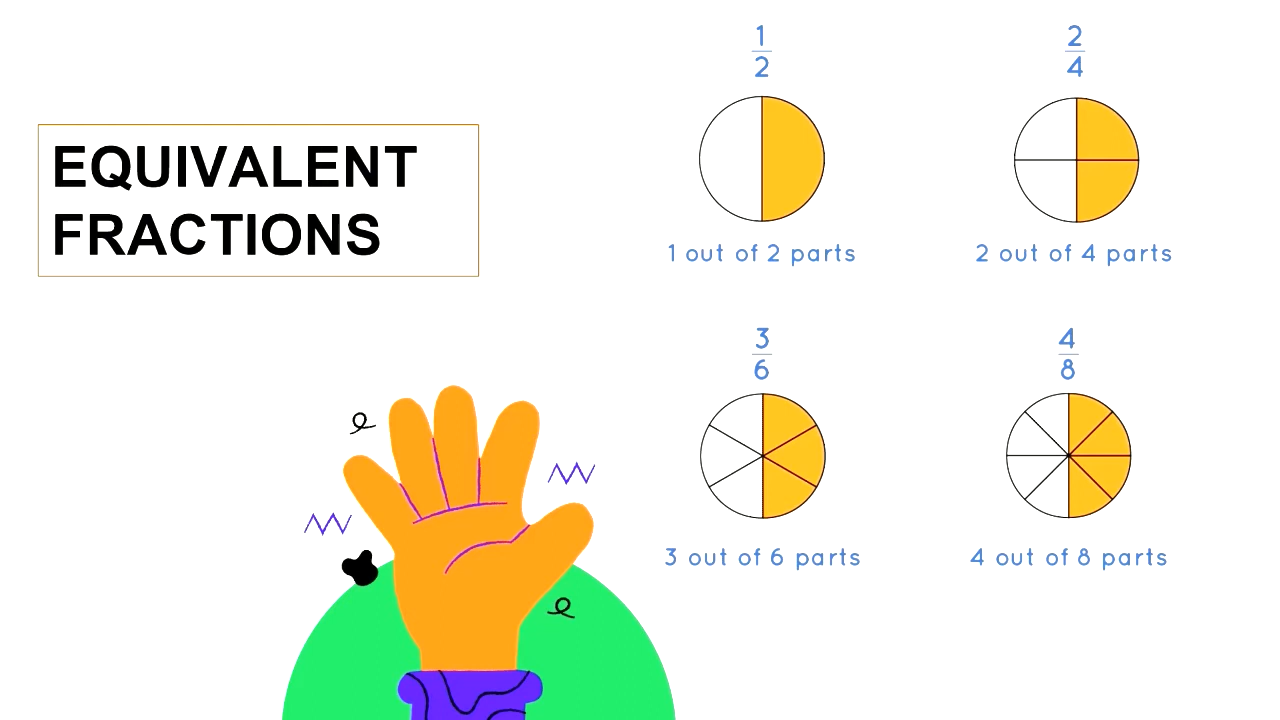 EQUIVALENT
FRACTIONS
1
2
1 out of 2 parts
2
4
2 out of 4 parts
3
6
3 out of 6 parts
4
8
4 out of 8 parts